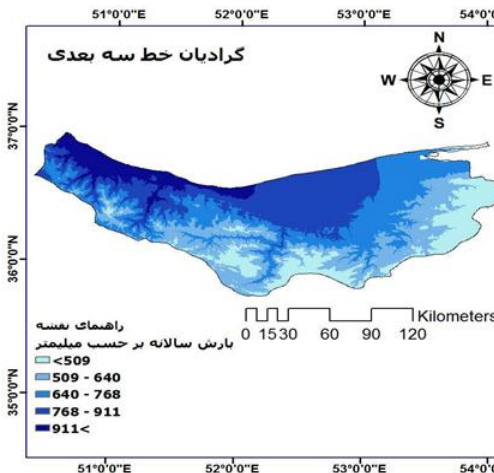 51°0'0"E 52°0'0"E 53°0'0"E 54°0'
گرادیان خط سه بعدی
N
W E
S
37°0'0"N
36°0'0"N
35°0'0"N
Kilometers
0 15 30 60 90 120
راهنمای نقشه
بارش سالانه بر حسب میلیمتر
<509
509 - 640
640 - 768
768 - 911
911<
51°0'0"E 52°0'0"E 53°0'0"E 54°0'